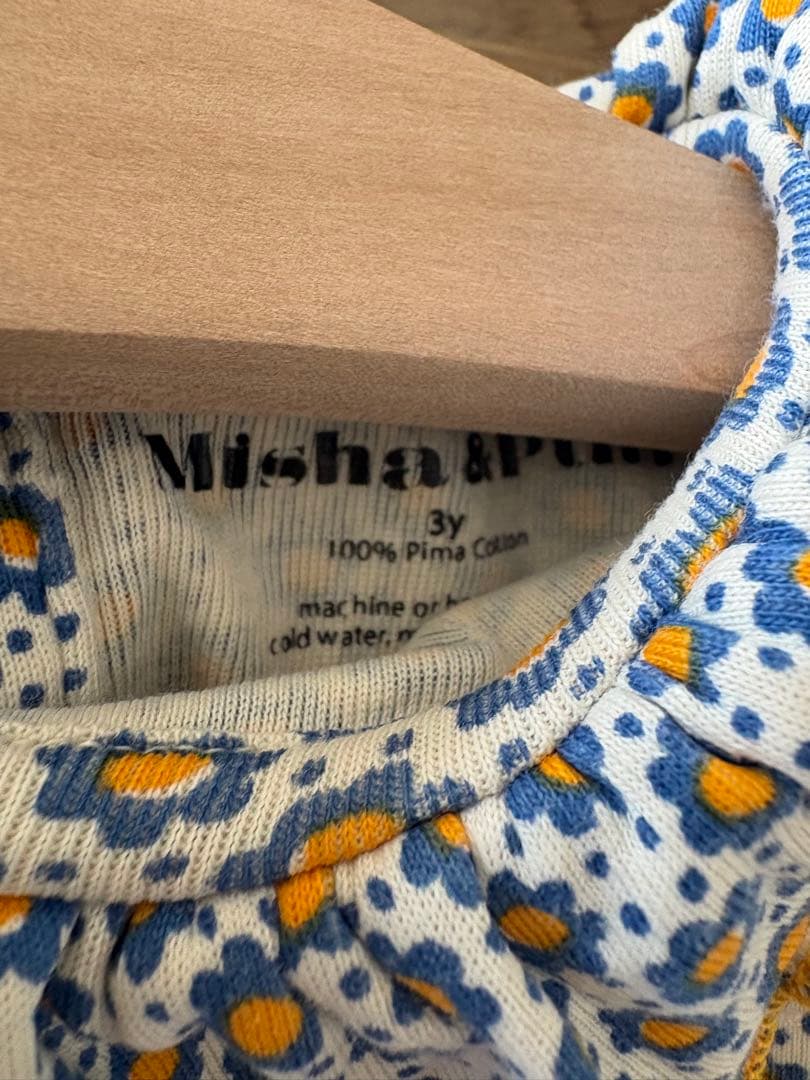 Misha &
3y
100% Pima Cotton
machine or
cold water,